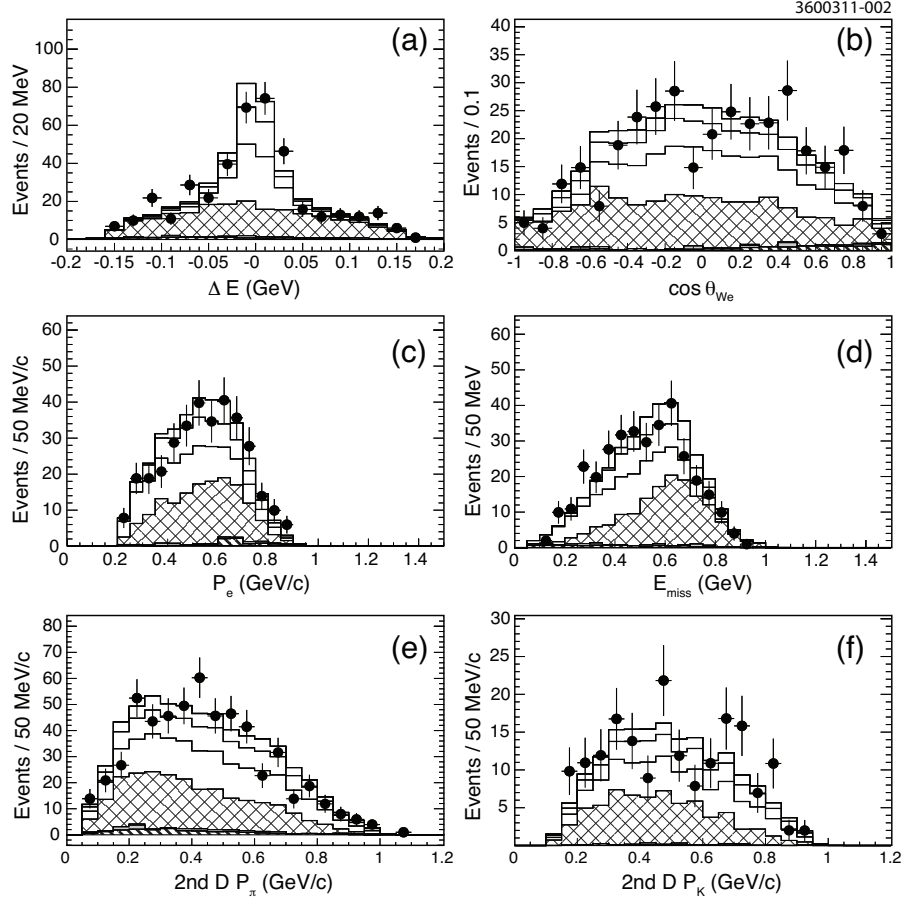 3600311-002
(a)
Events / 20 MeV
100
80
60
40
20
0
-0.2 -0.15 -0.1 -0.05 -0.0 0.05 0.1 0.15 0.2
Δ E (GeV)
(b)
Events / 0.1
40
35
30
25
20
15
10
5
0
-1 -0.8 -0.6 -0.4 -0.2 0 0.2 0.4 0.6 0.8 1
cos θWe
(c)
Events / 50 MeV/c
60
50
40
30
20
10
0
0 0.2 0.4 0.6 0.8 1 1.2 1.4
Pe (GeV/c)
(d)
Events / 50 MeV
60
50
40
30
20
10
0
0 0.2 0.4 0.6 0.8 1 1.2 1.4
Emiss (GeV)
(e)
Events / 50 MeV/c
80
70
60
50
40
30
20
10
0
0 0.2 0.4 0.6 0.8 1 1.2
2nd D Pπ (GeV/c)
(f)
Events / 50 MeV/c
30
25
20
15
10
5
0 0.2 0.4 0.6 0.8 1 1.2
2nd D PK (GeV/c)